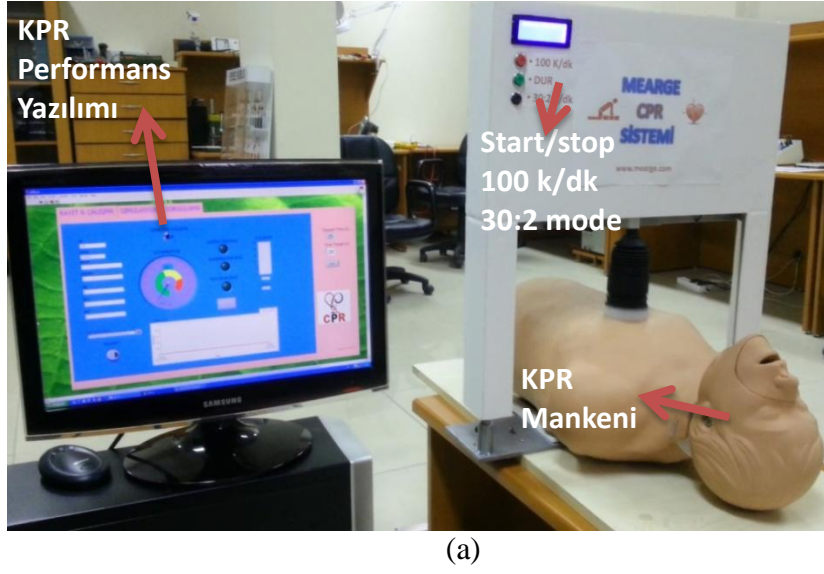 KPR
Performans
Yazılımı
100 K/dk
DUR
MEARGE
CPR
SİSTEMİ
www.mearge.com
Start/stop
100 k/dk
30:2 mode
CPR
SAMSUNG
KPR
Mankeni
(a)